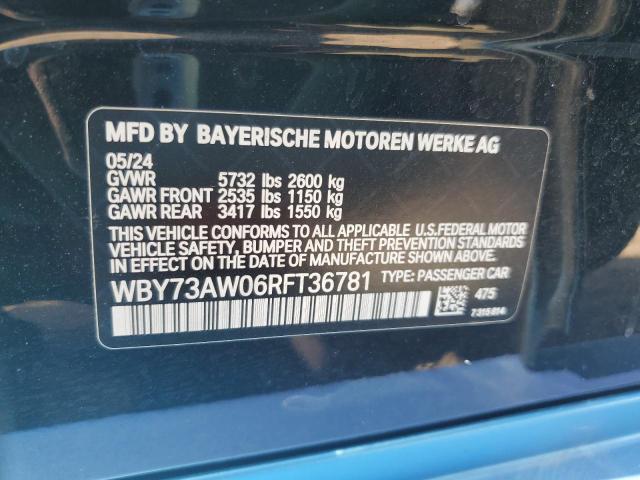 MFD BY BAYERISCHE MOTOREN WERKE AG
05/24
GVWR 5732 lbs 2600 kg
GAWR FRONT 2535 lbs 1150 kg
GAWR REAR 3417 lbs 1550 kg
THIS VEHICLE CONFORMS TO ALL APPLICABLE U.S.FEDERAL MOTOR
VEHICLE SAFETY, BUMPER AND THEFT PREVENTION STANDARDS
IN EFFECT ON THE DATE OF MANUFACTURE SHOWN ABOVE.
WBY73AW06RFT36781 TYPE: PASSENGER CAR
475
7315814